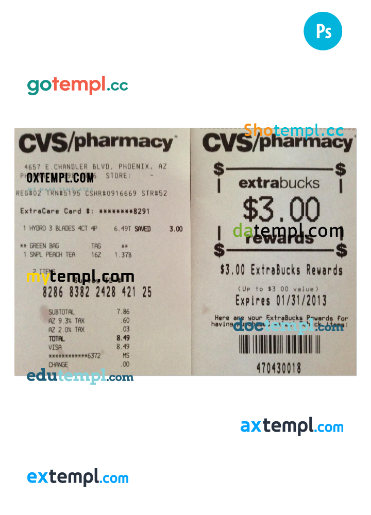 Ps
gotempl.cc
CVS/pharmacy
4657 E CHANDLER BLVD, PHOENIX, AZ
OXTEMPL.COM STORE:
REG#02 TRN#5195 CSHR#0916669 STR#52
ExtraCare Card #: ********8291
1 HYDRO 3 BLADES 4CT 4P 6.49T SAVED 3.00
** GREEN BAG TAG **
1 SNPL PEACH TEA 16Z 1.37B
2 ITEMS
mytempl.com
8286 8382 2428 421 25
SUBTOTAL 7.86
AZ 9.3% TAX .60
AZ 2.0% TAX .03
TOTAL 8.49
VISA 8.49
************6372 MS
CHANGE .00
edutempl.com
Shotempl.cc
CVS/pharmacy
$ $
extrabucks
$3.00
datempl.com
$ rewards $
$3.00 ExtraBucks Rewards
(Up to $3.00 value)
Expires 01/31/2013
Here are your ExtraBucks Rewards for
having
doctempl.com
470430018
axtempl.com
extempl.com